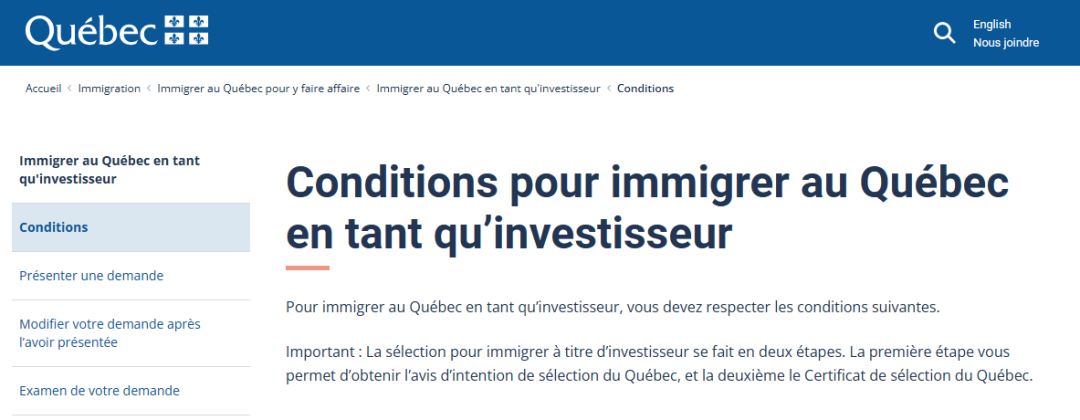 Québec
English
Nous joindre
Accueil < Immigration < Immigrer au Québec pour y faire affaire < Immigrer au Québec en tant qu'investisseur < Conditions
Immigrer au Québec en tant
qu'investisseur
Conditions
Présenter une demande
Modifier votre demande après
l'avoir présentée
Examen de votre demande
Conditions pour immigrer au Québec
en tant qu’investisseur
Pour immigrer au Québec en tant qu’investisseur, vous devez respecter les conditions suivantes.
Important : La sélection pour immigrer à titre d’investisseur se fait en deux étapes. La première étape vous
permet d’obtenir l’avis d’intention de sélection du Québec, et la deuxième le Certificat de sélection du Québec.